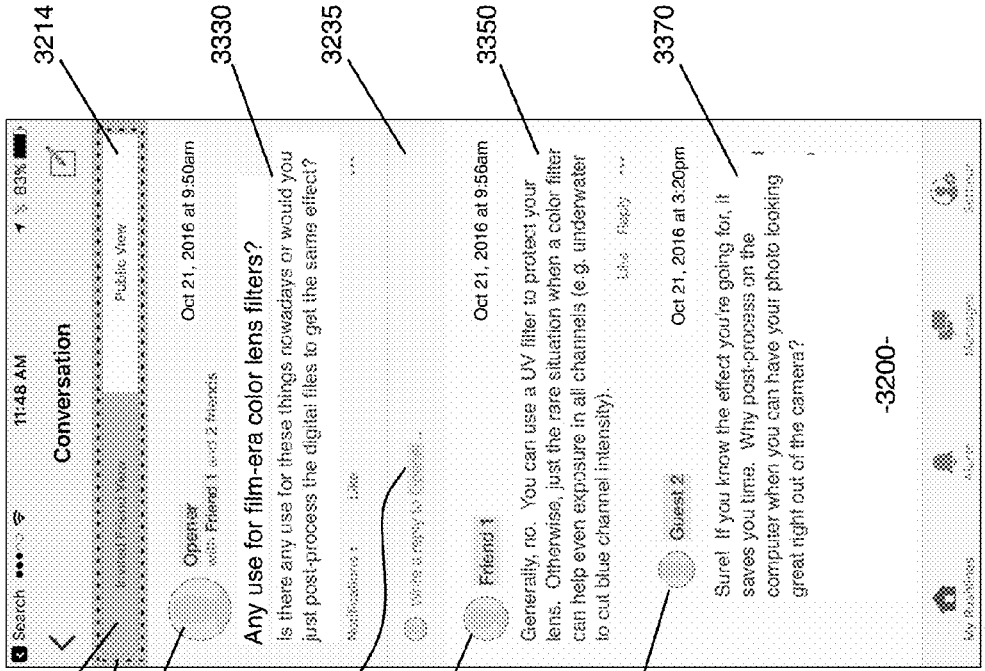 Search 11:48 AM 83%
Conversation
Public View
Opener
with Friend 1 and 2 friends
Oct 21, 2016 at 9:50am
Any use for film-era color lens filters?
Is there any use for these things nowadays or would you
just post-process the digital files to get the same effect?
Notifications Like ...
Write a reply to Opener...
Friend 1
Oct 21, 2016 at 9:56am
Generally, no. You can use a UV filter to protect your
lens. Otherwise, just the rare situation when a color filter
can help even exposure in all channels (e.g. underwater
to cut blue channel intensity).
Like Reply ...
Guest 2
Oct 21, 2016 at 3:20pm
Sure! If you know the effect you're going for, it
saves you time. Why post-process on the
computer when you can have your photo looking
great right out of the camera?
-3200-
3214
3330
3235
3350
3370